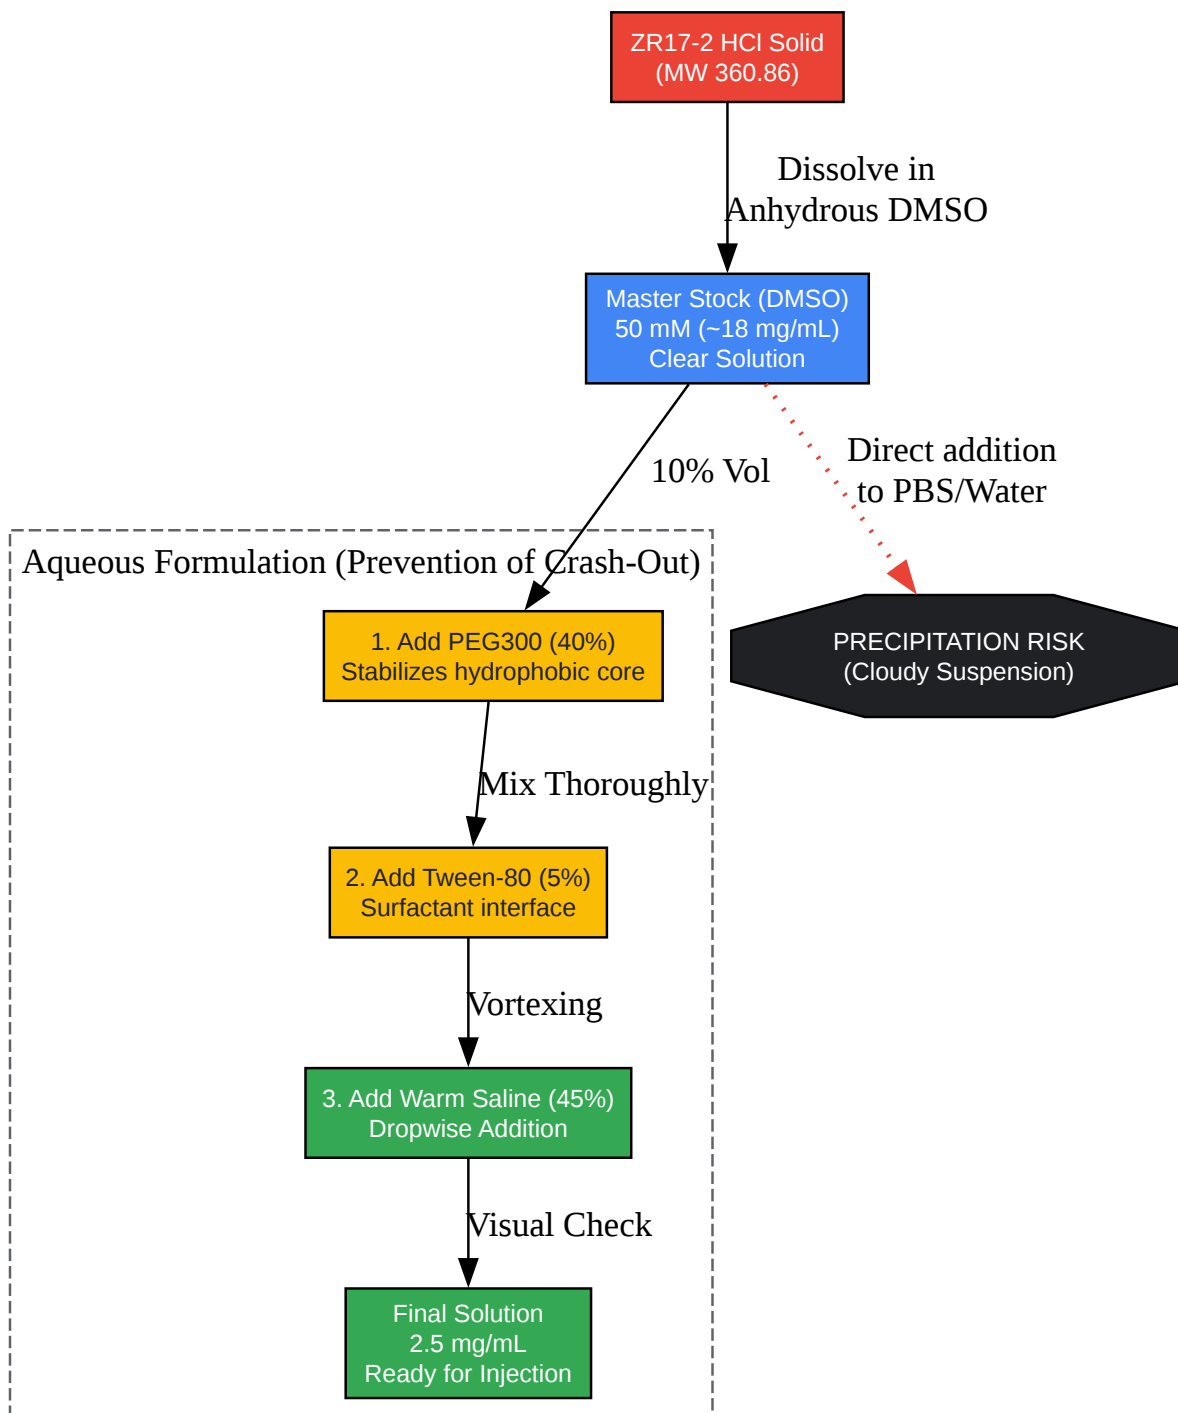 ZR17-2 HCl Solid
(MW 360.86)
Dissolve in
Anhydrous DMSO
Master Stock (DMSO)
50 mM (~18 mg/mL)
Clear Solution
10% Vol
Direct addition
to PBS/Water
Aqueous Formulation (Prevention of Crash-Out)
1. Add PEG300 (40%)
Stabilizes hydrophobic core
PRECIPITATION RISK
(Cloudy Suspension)
Mix Thoroughly
2. Add Tween-80 (5%)
Surfactant interface
Vortexing
3. Add Warm Saline (45%)
Dropwise Addition
Visual Check
Final Solution
2.5 mg/mL
Ready for Injection